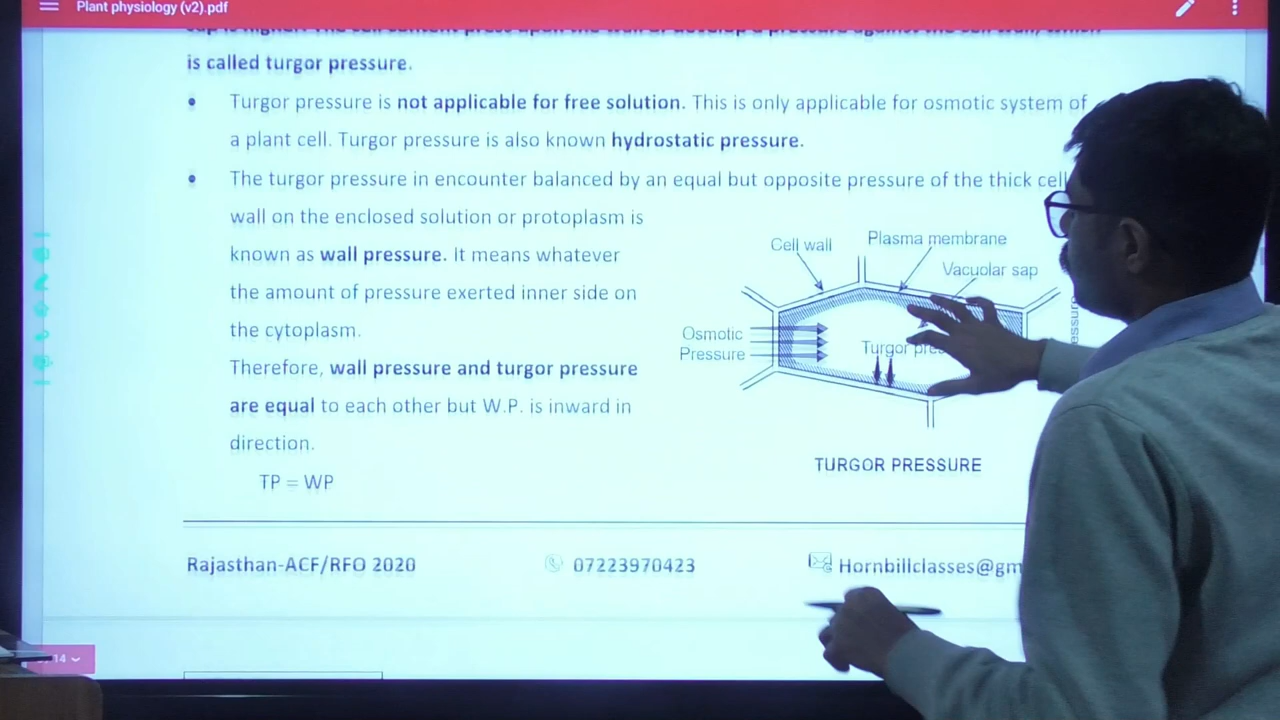 Plant physiology (v2).pdf
is called turgor pressure.
• Turgor pressure is not applicable for free solution. This is only applicable for osmotic system of
a plant cell. Turgor pressure is also known hydrostatic pressure.
• The turgor pressure in encounter balanced by an equal but opposite pressure of the thick cell
wall on the enclosed solution or protoplasm is
known as wall pressure. It means whatever
the amount of pressure exerted inner side on
the cytoplasm.
Therefore, wall pressure and turgor pressure
are equal to each other but W.P. is inward in
direction.
TP = WP
Cell wall
Plasma membrane
Vacuolar sap
Osmotic
Pressure
Turgor
TURGOR PRESSURE
Rajasthan-ACF/RFO 2020
07223970423
Hornbillclasses@gm
14